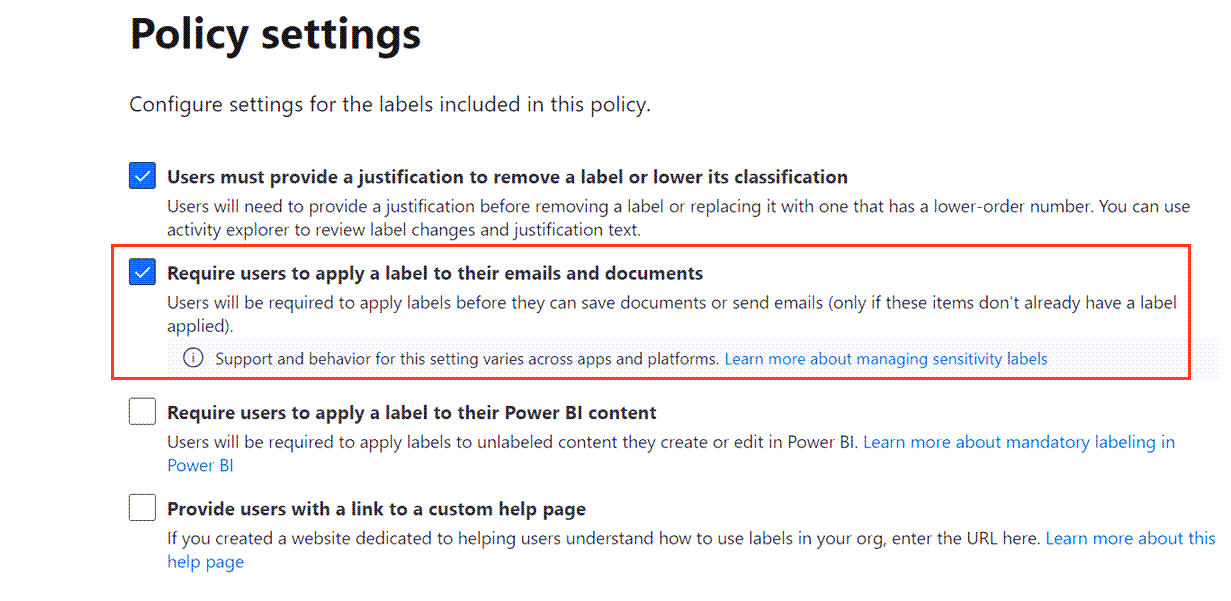 Policy settings
Configure settings for the labels included in this policy.
Users must provide a justification to remove a label or lower its classification
Users will need to provide a justification before removing a label or replacing it with one that has a lower-order number. You can use
activity explorer to review label changes and justification text.
Require users to apply a label to their emails and documents
Users will be required to apply labels before they can save documents or send emails (only if these items don't already have a label
applied).
Support and behavior for this setting varies across apps and platforms. Learn more about managing sensitivity labels
Require users to apply a label to their Power BI content
Users will be required to apply labels to unlabeled content they create or edit in Power BI. Learn more about mandatory labeling in
Power BI
Provide users with a link to a custom help page
If you created a website dedicated to helping users understand how to use labels in your org, enter the URL here. Learn more about this
help page